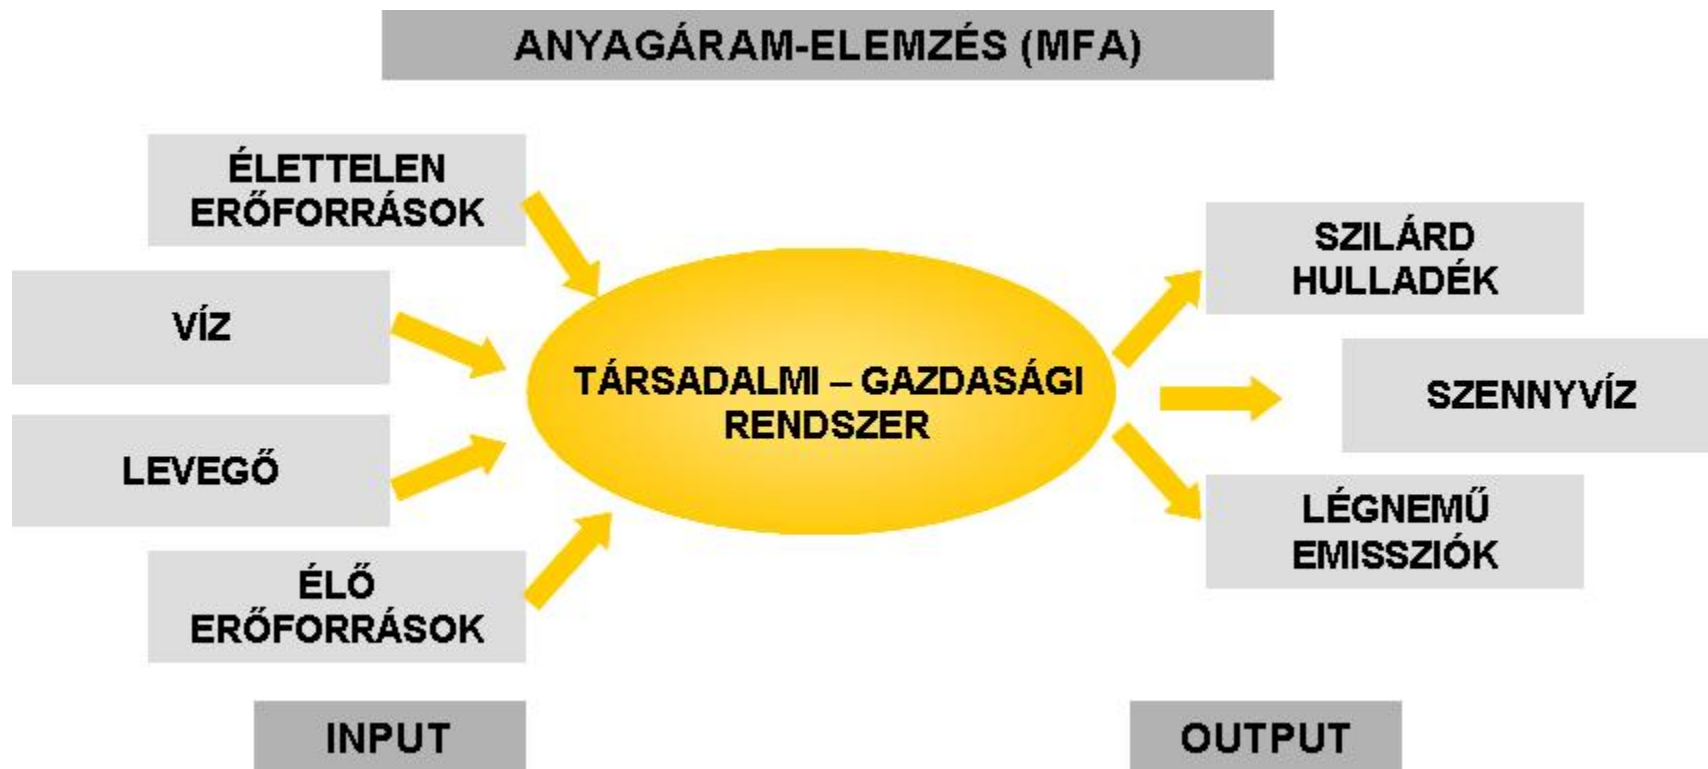 ANYAGÁRAM-ELEMZÉS (MFA)
ÉLETTELEN
ERŐFORRÁSOK
VÍZ
LEVEGŐ
ÉLŐ
ERŐFORRÁSOK
INPUT
TÁRSADALMI – GAZDASÁGI
RENDSZER
SZILÁRD
HULLADÉK
SZENNYVÍZ
LÉGNEMŰ
EMISSZIÓK
OUTPUT